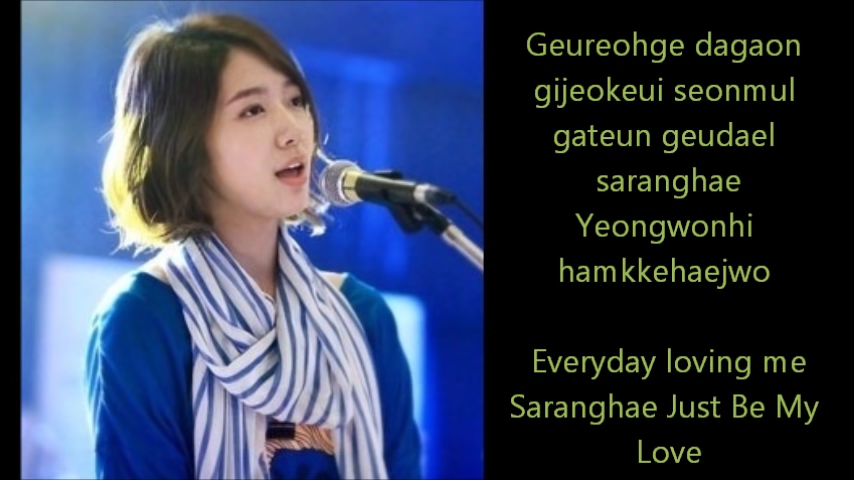 Geureohge dagaon
gijeokeui seonmul
gateun geudael
saranghae
Yeongwonhi
hamkkehaejwo
Everyday loving me
Saranghae Just Be My
Love